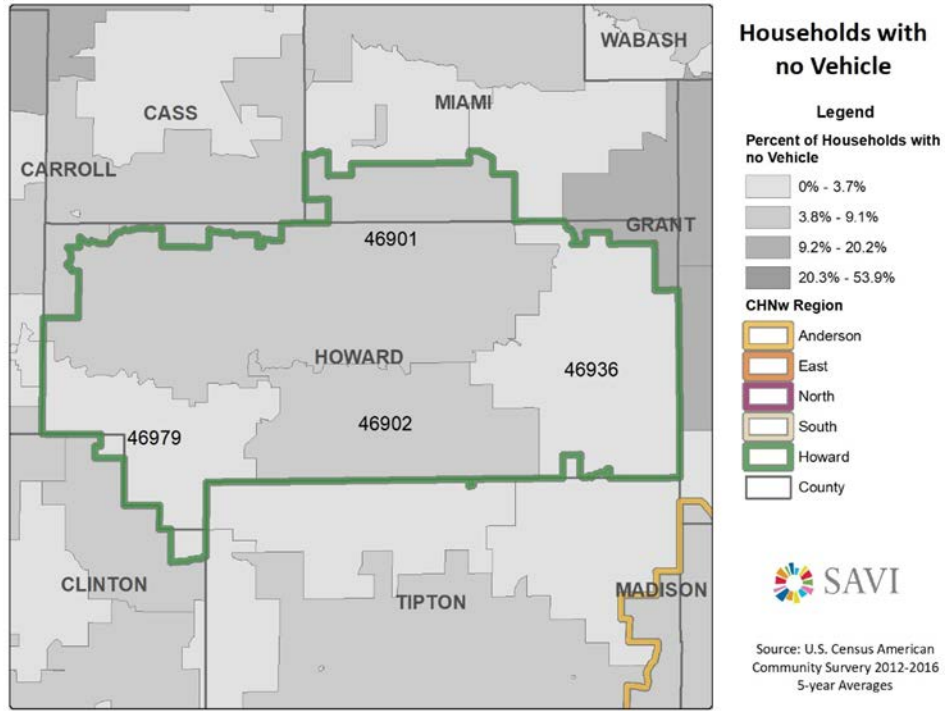 WABASH
MIAMI
CASS
CARROLL
GRANT
46901
HOWARD
46936
46979
46902
CLINTON
TIPTON
MADISON
Households with
no Vehicle
Legend
Percent of Households with
no Vehicle
0% - 3.7%
3.8% - 9.1%
9.2% - 20.2%
20.3% - 53.9%
CHNw Region
Anderson
East
North
South
Howard
County
SAVI
Source: U.S. Census American
Community Survery 2012-2016
5-year Averages